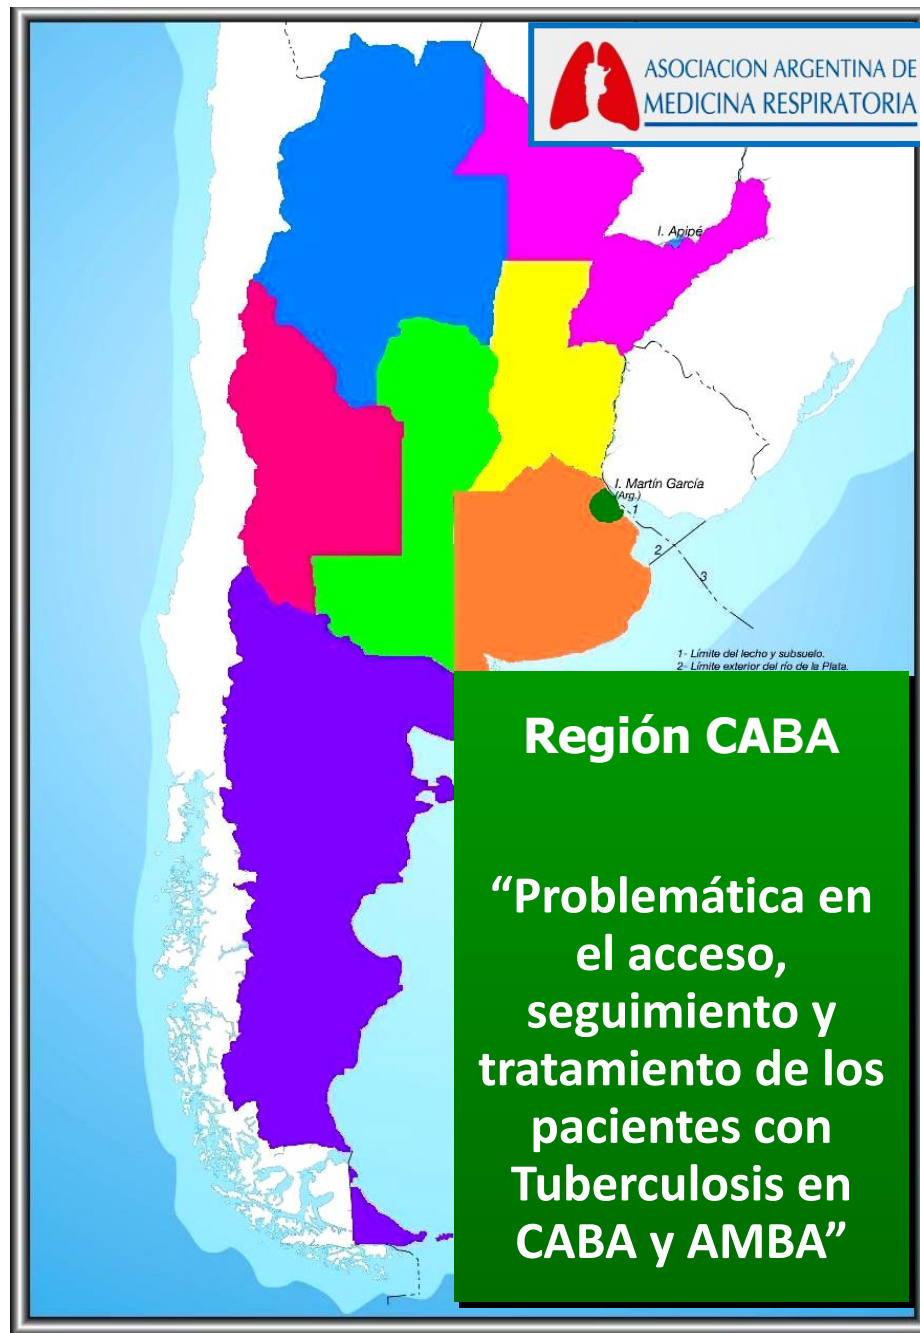 ASOCIACION ARGENTINA DE
MEDICINA RESPIRATORIA
I. Apipé
I. Martín García
(Arg.)
1
2
3
1- Límite del lecho y subsuelo.
2- Límite exterior del río de la Plata.
Región CABA
“Problemática en
el acceso,
seguimiento y
tratamiento de los
pacientes con
Tuberculosis en
CABA y AMBA”